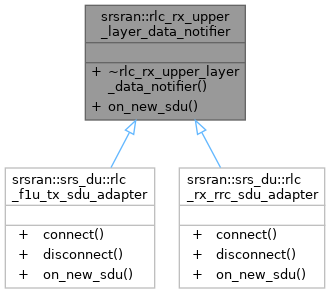 srsran::rlc_rx_upper
_layer_data_notifier
+ ~rlc_rx_upper_layer
_data_notifier()
+ on_new_sdu()
srsran::srs_du::rlc
_f1u_tx_sdu_adapter
+ connect()
+ disconnect()
+ on_new_sdu()
srsran::srs_du::rlc
_rx_rrc_sdu_adapter
+ connect()
+ disconnect()
+ on_new_sdu()